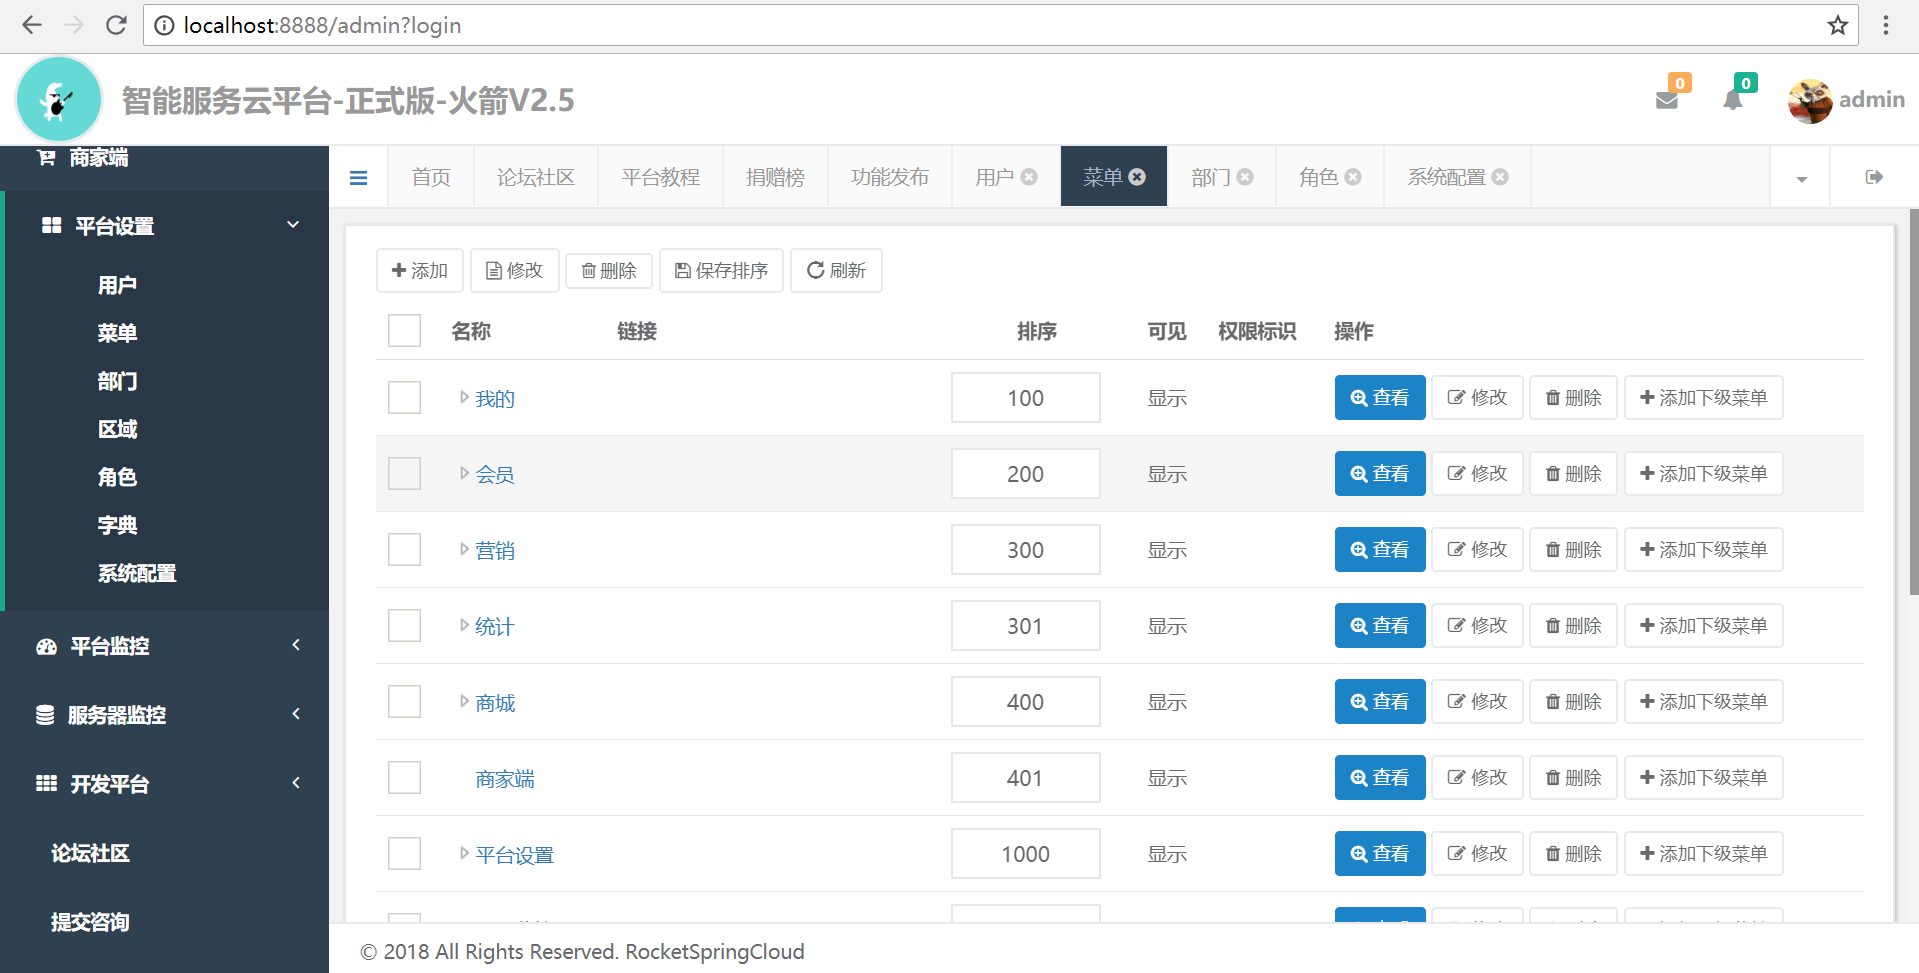 localhost:8888/admin?login
智能服务云平台-正式版-火箭V2.5
0
0
admin
商家端
平台设置
用户
菜单
部门
区域
角色
字典
系统配置
平台监控
服务器监控
开发平台
论坛社区
提交咨询
首页 论坛社区 平台教程 捐赠榜 功能发布 用户 菜单 部门 角色 系统配置
添加 修改 删除 保存排序 刷新
名称 链接 排序 可见 权限标识 操作
我的 100 显示 查看 修改 删除 添加下级菜单
会员 200 显示 查看 修改 删除 添加下级菜单
营销 300 显示 查看 修改 删除 添加下级菜单
统计 301 显示 查看 修改 删除 添加下级菜单
商城 400 显示 查看 修改 删除 添加下级菜单
商家端 401 显示 查看 修改 删除 添加下级菜单
平台设置 1000 显示 查看 修改 删除 添加下级菜单
© 2018 All Rights Reserved. RocketSpringCloud